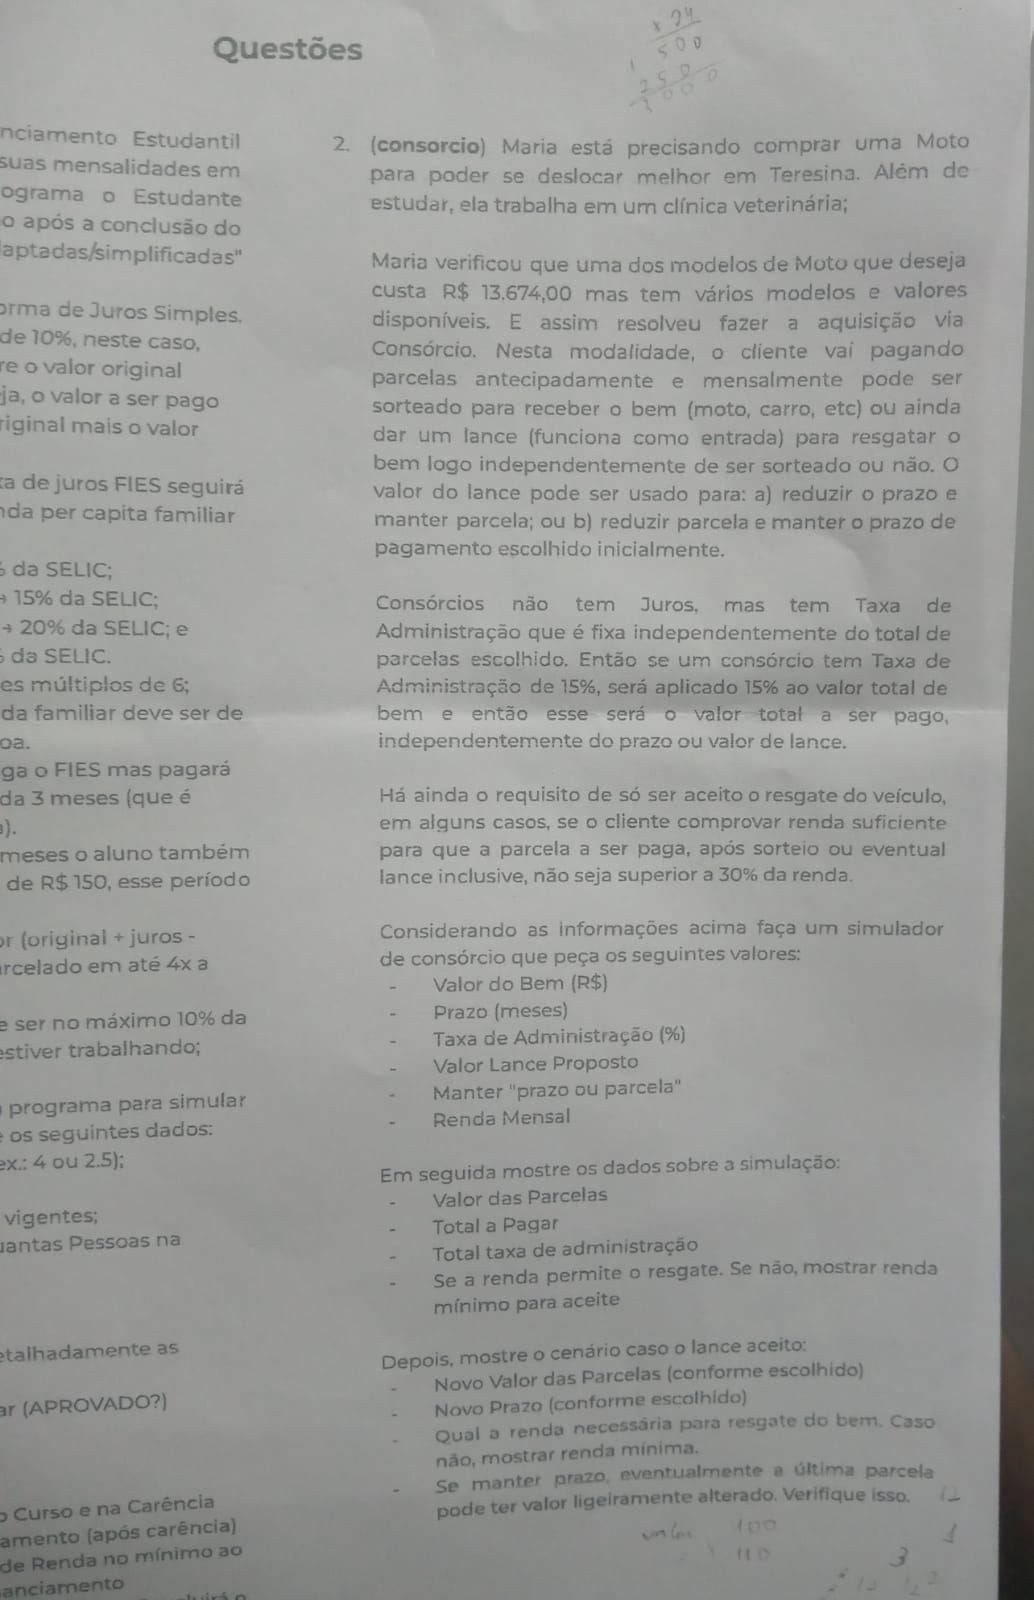 Questões
x 24
500
1
2500
3000
nciamento Estudantil
suas mensalidades em
ograma o Estudante
o após a conclusão do
laptadas/simplificadas"
orma de Juros Simples.
de 10%, neste caso,
re o valor original
ja, o valor a ser pago
riginal mais o valor
xa de juros FIES seguirá
nda per capita familiar
% da SELIC;
→ 15% da SELIC;
→ 20% da SELIC; e
% da SELIC.
es múltiplos de 6;
da familiar deve ser de
oa.
ga o FIES mas pagará
da 3 meses (que é
).
meses o aluno também
de R$ 150, esse período
or (original + juros -
arcelado em até 4x a
e ser no máximo 10% da
estiver trabalhando;
programa para simular
e os seguintes dados:
ex.: 4 ou 2.5);
vigentes;
uantas Pessoas na
etalhadamente as
ar (APROVADO?)
o Curso e na Carência
amento (após carência)
de Renda no mínimo ao
anciamento
2. (consorcio) Maria está precisando comprar uma Moto
para poder se deslocar melhor em Teresina. Além de
estudar, ela trabalha em um clínica veterinária;
Maria verificou que uma dos modelos de Moto que deseja
custa R$ 13.674,00 mas tem vários modelos e valores
disponíveis. E assim resolveu fazer a aquisição via
Consórcio. Nesta modalidade, o cliente vai pagando
parcelas antecipadamente e mensalmente pode ser
sorteado para receber o bem (moto, carro, etc) ou ainda
dar um lance (funciona como entrada) para resgatar o
bem logo independentemente de ser sorteado ou não. O
valor do lance pode ser usado para: a) reduzir o prazo e
manter parcela; ou b) reduzir parcela e manter o prazo de
pagamento escolhido inicialmente.
Consórcios não tem Juros, mas tem Taxa de
Administração que é fixa independentemente do total de
parcelas escolhido. Então se um consórcio tem Taxa de
Administração de 15%, será aplicado 15% ao valor total de
bem e então esse será o valor total a ser pago,
independentemente do prazo ou valor de lance.
Há ainda o requisito de só ser aceito o resgate do veículo,
em alguns casos, se o cliente comprovar renda suficiente
para que a parcela a ser paga, após sorteio ou eventual
lance inclusive, não seja superior a 30% da renda.
Considerando as informações acima faça um simulador
de consórcio que peça os seguintes valores:
- Valor do Bem (R$)
- Prazo (meses)
- Taxa de Administração (%)
- Valor Lance Proposto
- Manter "prazo ou parcela"
- Renda Mensal
Em seguida mostre os dados sobre a simulação:
- Valor das Parcelas
- Total a Pagar
- Total taxa de administração
- Se a renda permite o resgate. Se não, mostrar renda
mínimo para aceite
Depois, mostre o cenário caso o lance aceito:
- Novo Valor das Parcelas (conforme escolhido)
- Novo Prazo (conforme escolhido)
- Qual a renda necessária para resgate do bem. Caso
não, mostrar renda mínima.
- Se manter prazo, eventualmente a última parcela
pode ter valor ligeiramente alterado. Verifique isso.
12
valor 100
110
1
3